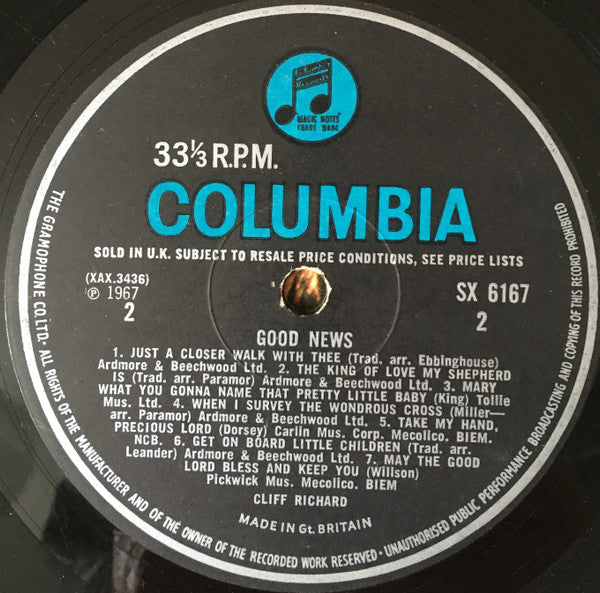 Columbia
Records
MAGIC NOTES
TRADE MARK
33⅓ R.P.M.
COLUMBIA
SOLD IN U.K. SUBJECT TO RESALE PRICE CONDITIONS, SEE PRICE LISTS
(XAX.3436)
℗ 1967
2
SX 6167
2
GOOD NEWS
1. JUST A CLOSER WALK WITH THEE (Trad. arr. Ebbinghouse)
Ardmore & Beechwood Ltd. 2. THE KING OF LOVE MY SHEPHERD
IS (Trad. arr. Paramor) Ardmore & Beechwood Ltd. 3. MARY
WHAT YOU GONNA NAME THAT PRETTY LITTLE BABY (King) Tollie
Mus. Ltd. 4. WHEN I SURVEY THE WONDROUS CROSS (Miller—
arr. Paramor) Ardmore & Beechwood Ltd. 5. TAKE MY HAND,
PRECIOUS LORD (Dorsey) Carlin Mus. Corp. Mecolico. BIEM.
NCB. 6. GET ON BOARD LITTLE CHILDREN (Trad. arr.
Leander) Ardmore & Beechwood Ltd. 7. MAY THE GOOD
LORD BLESS AND KEEP YOU (Willson)
Pickwick Mus. Mecolico. BIEM
CLIFF RICHARD
MADE IN Gt. BRITAIN
THE GRAMOPHONE CO. LTD. · ALL RIGHTS OF THE MANUFACTURER AND OF THE OWNER OF THE RECORDED WORK RESERVED · UNAUTHORISED PUBLIC PERFORMANCE BROADCASTING AND COPYING OF THIS RECORD PROHIBITED